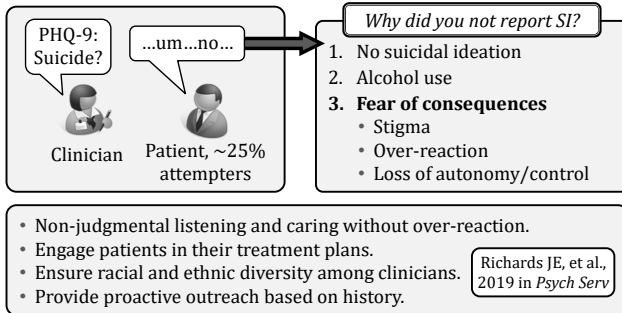 PHQ-9:
Suicide?
…um…no…
Clinician
Patient, ~25%
attempters
Why did you not report SI?
1. No suicidal ideation
2. Alcohol use
3. Fear of consequences
• Stigma
• Over-reaction
• Loss of autonomy/control
• Non-judgmental listening and caring without over-reaction.
• Engage patients in their treatment plans.
• Ensure racial and ethnic diversity among clinicians.
• Provide proactive outreach based on history.
Richards JE, et al.,
2019 in Psych Serv